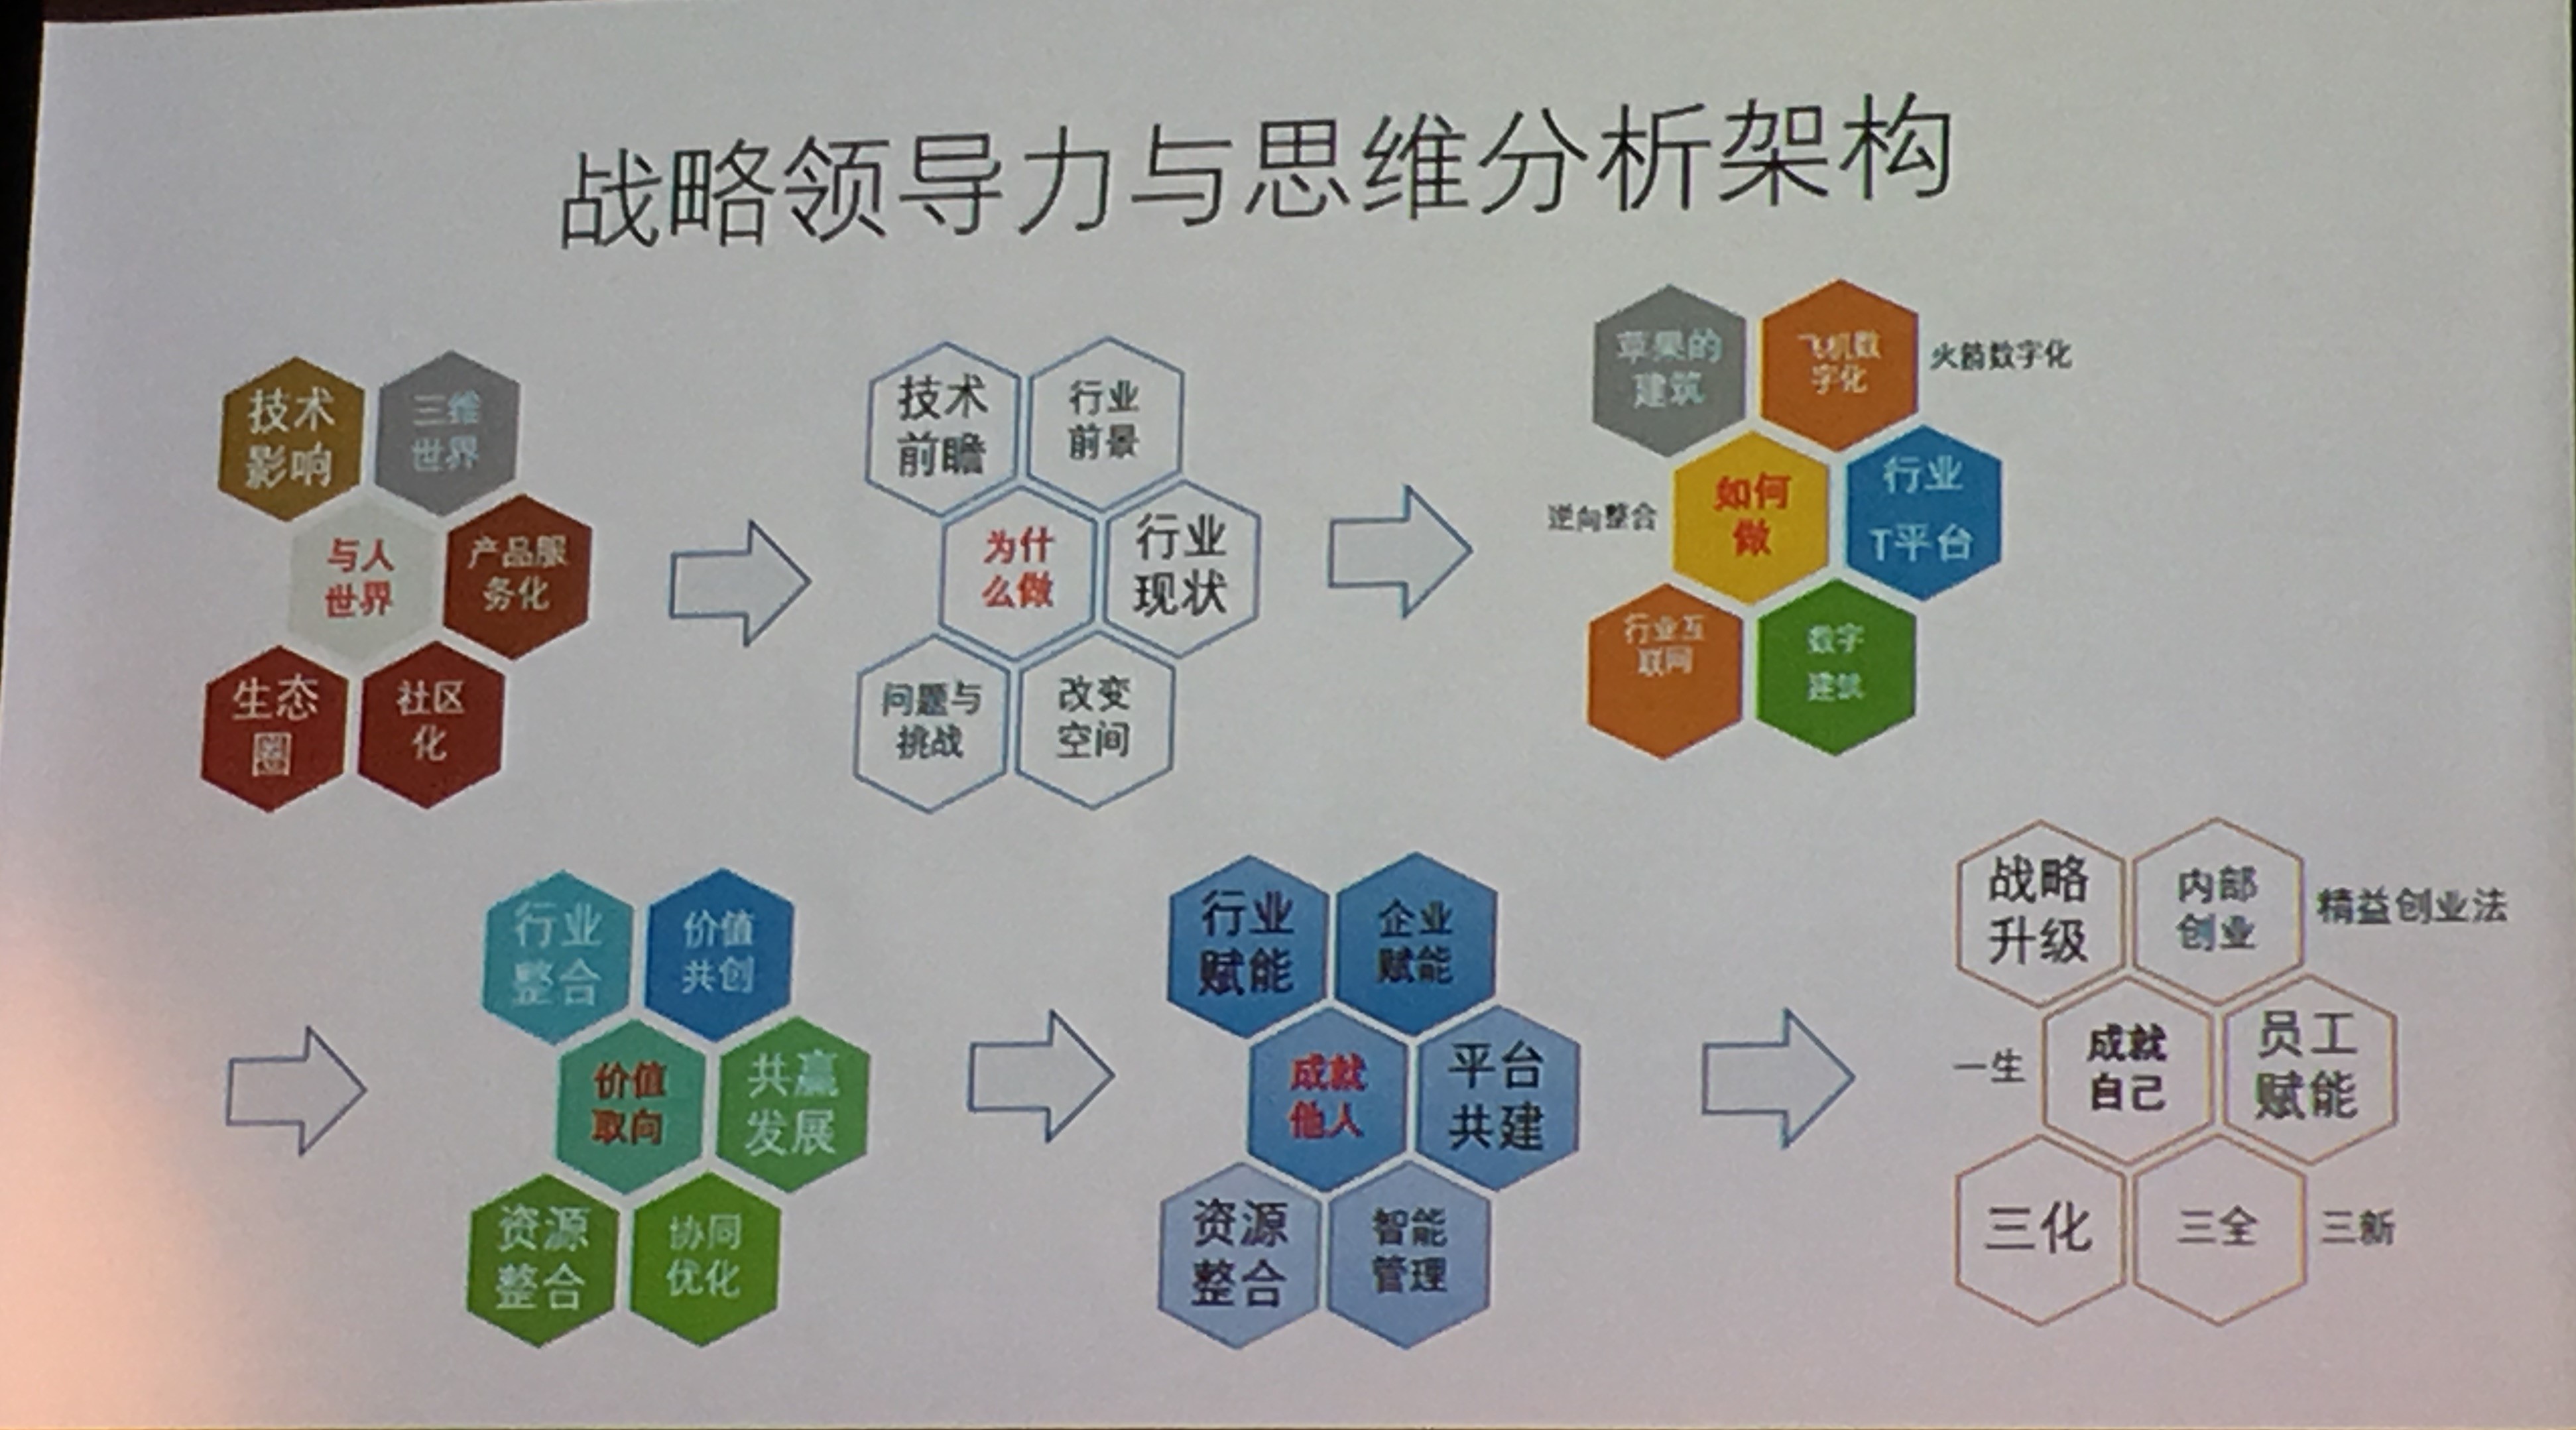 战略领导力与思维分析架构
技术
影响
三维
世界
与人
世界
产品服
务化
生态
圈
社区
化
技术
前瞻
行业
前景
为什
么做
行业
现状
问题与
挑战
改变
空间
苹果的
建筑
飞机数
字化
火箭数字化
逆向整合
如何
做
行业
T平台
行业互
联网
数字
建筑
行业
整合
价值
共创
价值
取向
共赢
发展
资源
整合
协同
优化
行业
赋能
企业
赋能
成就
他人
平台
共建
资源
整合
智能
管理
战略
升级
内部
创业
精益创业法
一生
成就
自己
员工
赋能
三化
三全
三新